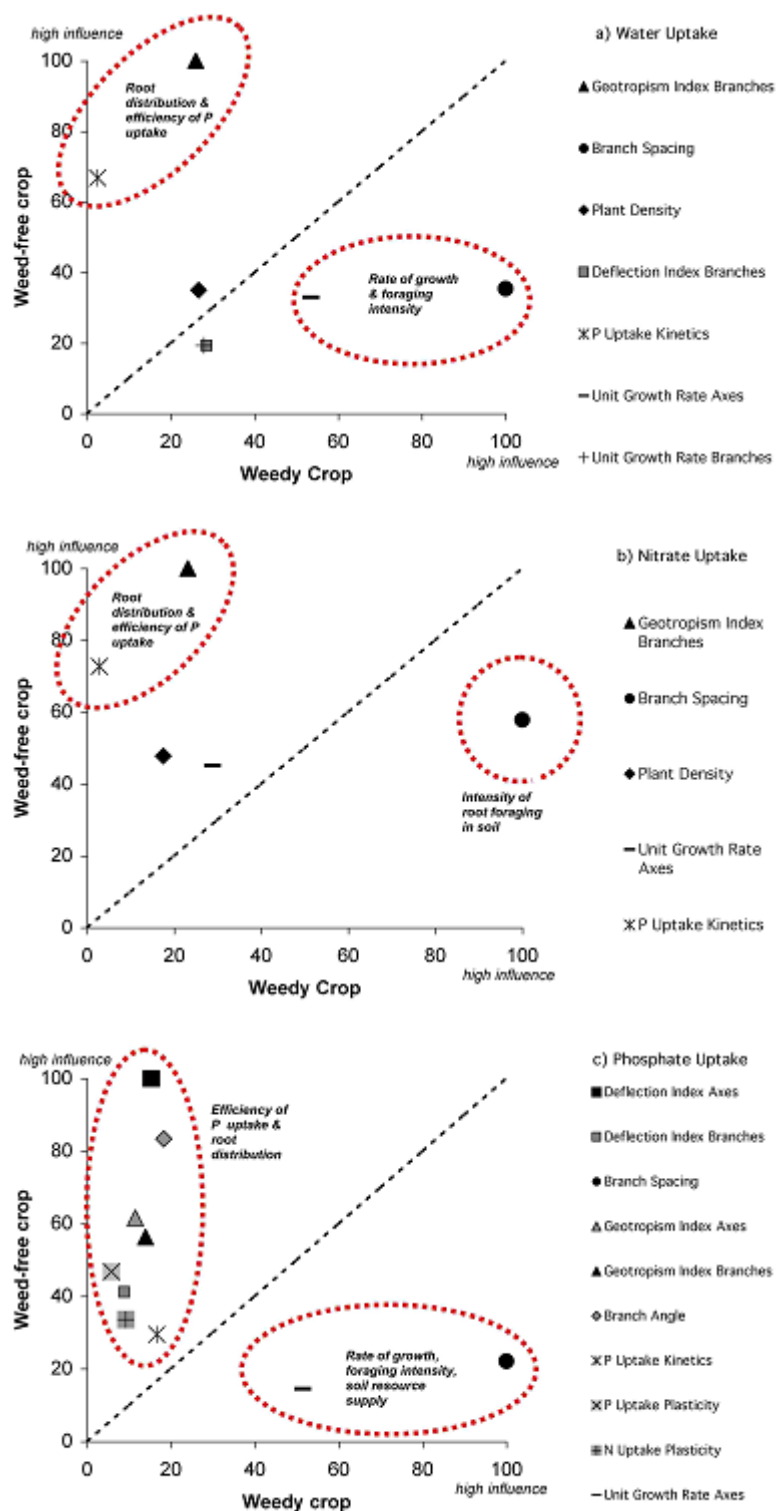 high influence
a) Water Uptake
100
80
60
40
20
0
Weed-free crop
Root
distribution &
efficiency of P
uptake
Rate of growth
& foraging
intensity
0 20 40 60 80 100
Weedy Crop
high influence
Geotropism Index Branches
Branch Spacing
Plant Density
Deflection Index Branches
P Uptake Kinetics
Unit Growth Rate Axes
Unit Growth Rate Branches
high influence
b) Nitrate Uptake
100
80
60
40
20
0
Weed-free crop
Root
distribution &
efficiency of P
uptake
Intensity of
root foraging
in soil
0 20 40 60 80 100
Weedy Crop
high influence
Geotropism Index
Branches
Branch Spacing
Plant Density
Unit Growth Rate
Axes
P Uptake Kinetics
high influence
c) Phosphate Uptake
100
80
60
40
20
0
Weed-free crop
Efficiency of
P uptake &
root
distribution
Rate of growth,
foraging intensity,
soil resource
supply
0 20 40 60 80 100
Weedy crop
high influence
Deflection Index Axes
Deflection Index Branches
Branch Spacing
Geotropism Index Axes
Geotropism Index Branches
Branch Angle
P Uptake Kinetics
P Uptake Plasticity
N Uptake Plasticity
Unit Growth Rate Axes